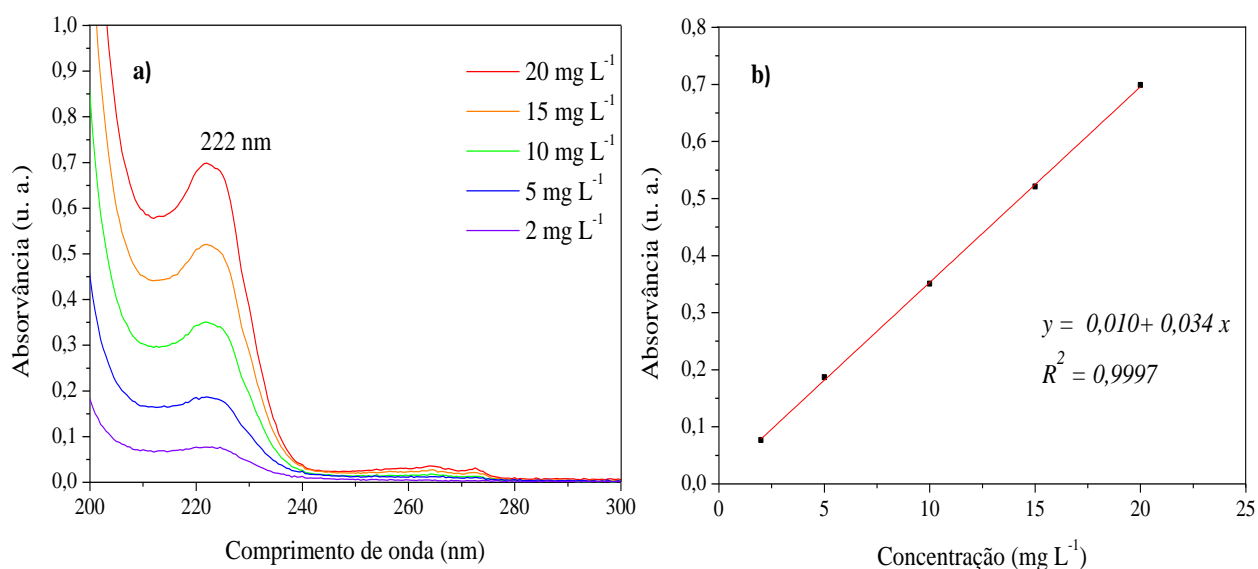 a)
222 nm
20 mg L⁻¹
15 mg L⁻¹
10 mg L⁻¹
5 mg L⁻¹
2 mg L⁻¹
Absorvância (u. a.)
1,0
0,9
0,8
0,7
0,6
0,5
0,4
0,3
0,2
0,1
0,0
200
220
240
260
280
300
Comprimento de onda (nm)
b)
y = 0,010+ 0,034 x
R² = 0,9997
Absorvância (u. a.)
0,8
0,7
0,6
0,5
0,4
0,3
0,2
0,1
0,0
0
5
10
15
20
25
Concentração (mg L⁻¹)